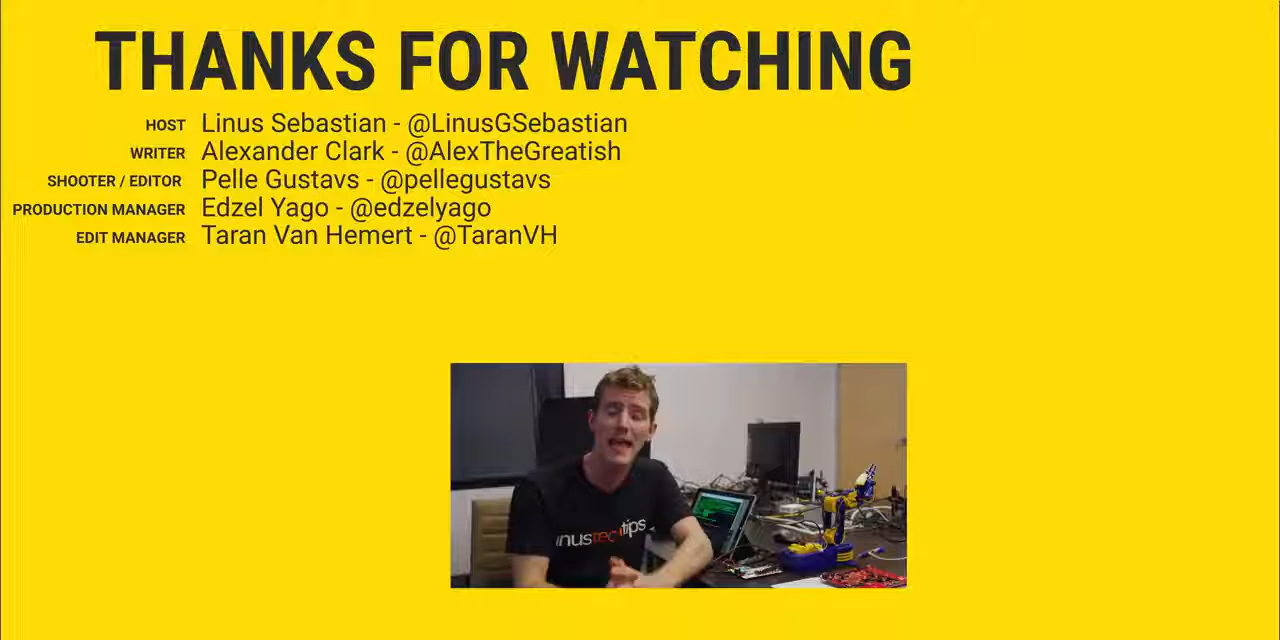 THANKS FOR WATCHING
HOST Linus Sebastian - @LinusGSebastian
WRITER Alexander Clark - @AlexTheGreatish
SHOOTER / EDITOR Pelle Gustavs - @pellegustavs
PRODUCTION MANAGER Edzel Yago - @edzelyago
EDIT MANAGER Taran Van Hemert - @TaranVH
inustechtips